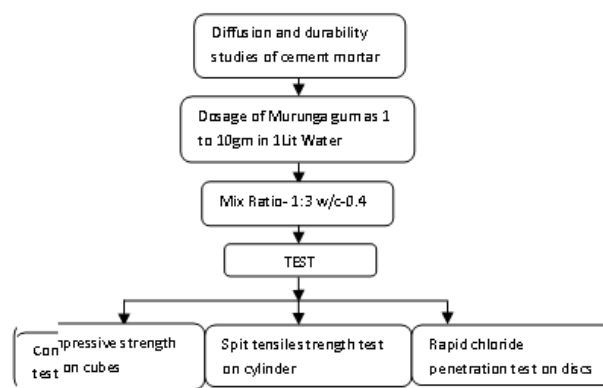 Diffusion and durability
studies of cement mortar
Dosage of Murunga gum as 1
to 10gm in 1Lit Water
Mix Ratio- 1:3 w/c-0.4
TEST
Con pressive strength
test on cubes
Spit tensile strength test
on cylinder
Rapid chloride
penetration test on discs